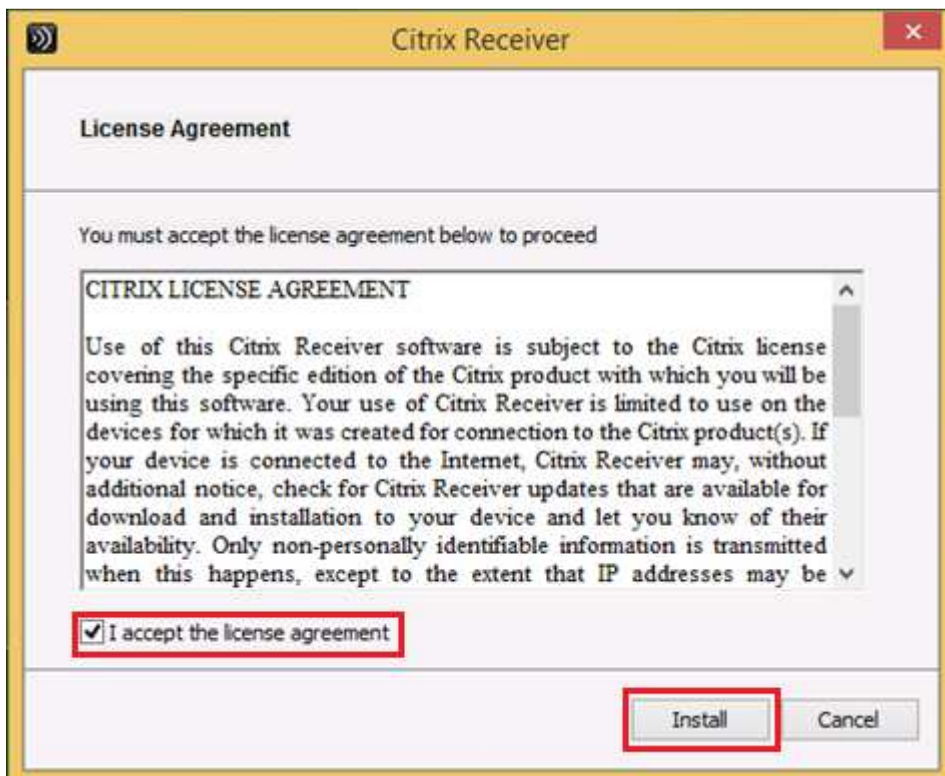 Citrix Receiver
License Agreement
You must accept the license agreement below to proceed
CITRIX LICENSE AGREEMENT
Use of this Citrix Receiver software is subject to the Citrix license
covering the specific edition of the Citrix product with which you will be
using this software. Your use of Citrix Receiver is limited to use on the
devices for which it was created for connection to the Citrix product(s). If
your device is connected to the Internet, Citrix Receiver may, without
additional notice, check for Citrix Receiver updates that are available for
download and installation to your device and let you know of their
availability. Only non-personally identifiable information is transmitted
when this happens, except to the extent that IP addresses may be
I accept the license agreement
Install
Cancel